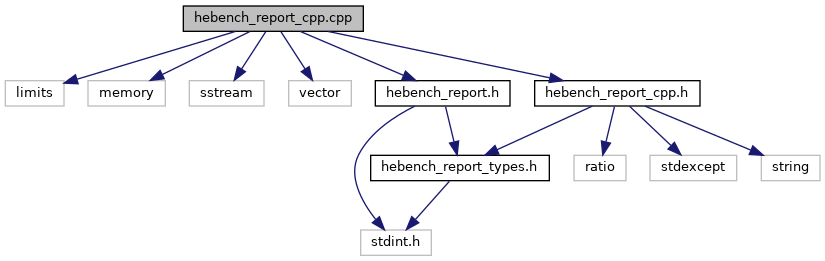 hebench_report_cpp.cpp
limits
memory
sstream
vector
hebench_report.h
hebench_report_cpp.h
hebench_report_types.h
ratio
stdexcept
string
stdint.h